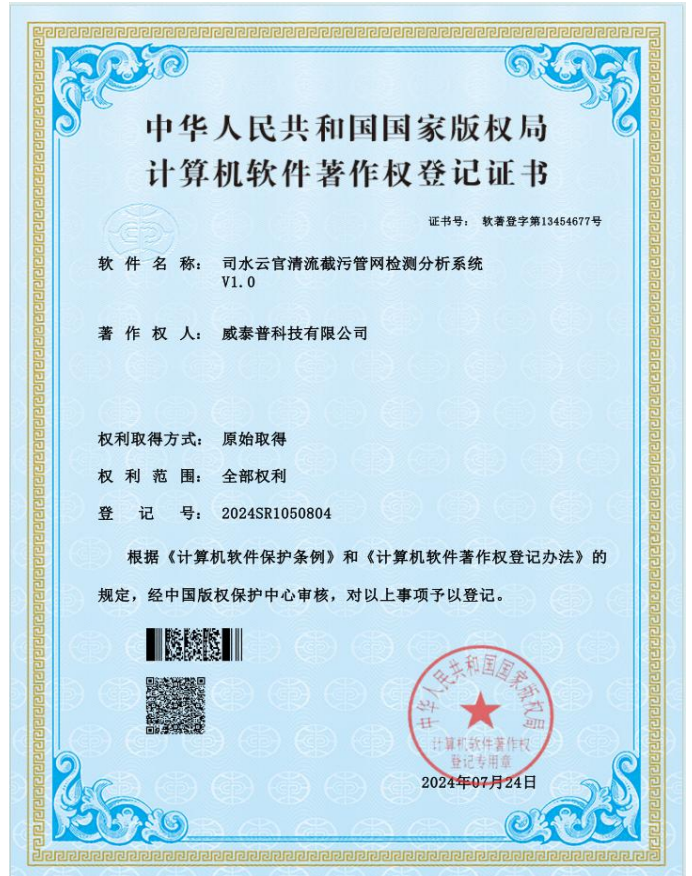 中华人民共和国国家版权局
计算机软件著作权登记证书
证书号： 软著登字第13454677号
软件名称： 司水云官清流截污管网检测分析系统
V1.0
著作权人： 威泰普科技有限公司
权利取得方式： 原始取得
权利范围： 全部权利
登记号： 2024SR1050804
根据《计算机软件保护条例》和《计算机软件著作权登记办法》的
规定，经中国版权保护中心审核，对以上事项予以登记。
中华人民共和国国家版权局
计算机软件著作权
登记专用章
2024年07月24日